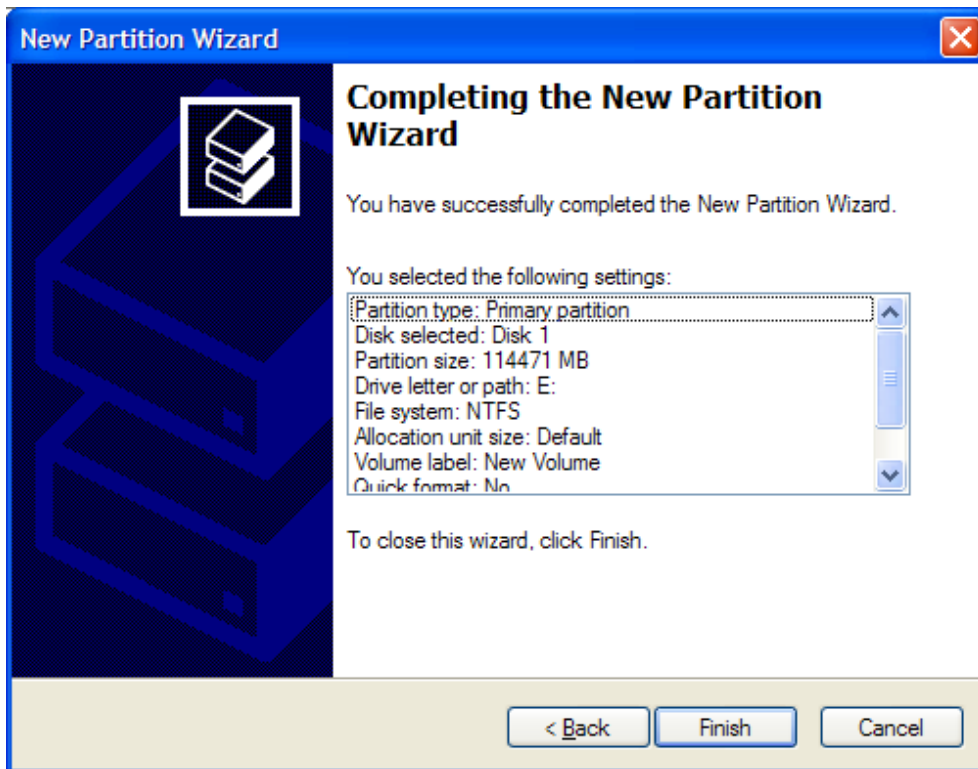 New Partition Wizard
Completing the New Partition
Wizard
You have successfully completed the New Partition Wizard.
You selected the following settings:
Partition type: Primary partition
Disk selected: Disk 1
Partition size: 114471 MB
Drive letter or path: E:
File system: NTFS
Allocation unit size: Default
Volume label: New Volume
Quick format: No
To close this wizard, click Finish.
< Back
Finish
Cancel